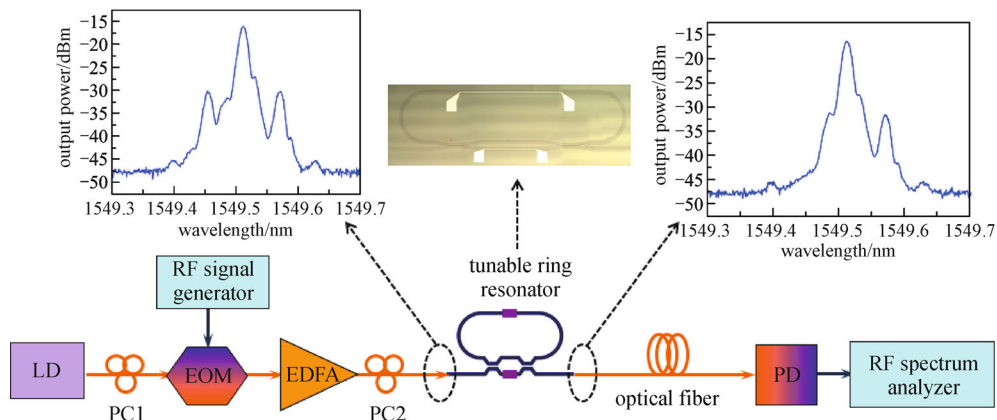 output power/dBm
−15
−20
−25
−30
−35
−40
−45
−50
1549.3 1549.4 1549.5 1549.6 1549.7
wavelength/nm
output power/dBm
−15
−20
−25
−30
−35
−40
−45
−50
1549.3 1549.4 1549.5 1549.6 1549.7
wavelength/nm
tunable ring
resonator
RF signal
generator
LD
PC1
EOM
EDFA
PC2
optical fiber
PD
RF spectrum
analyzer